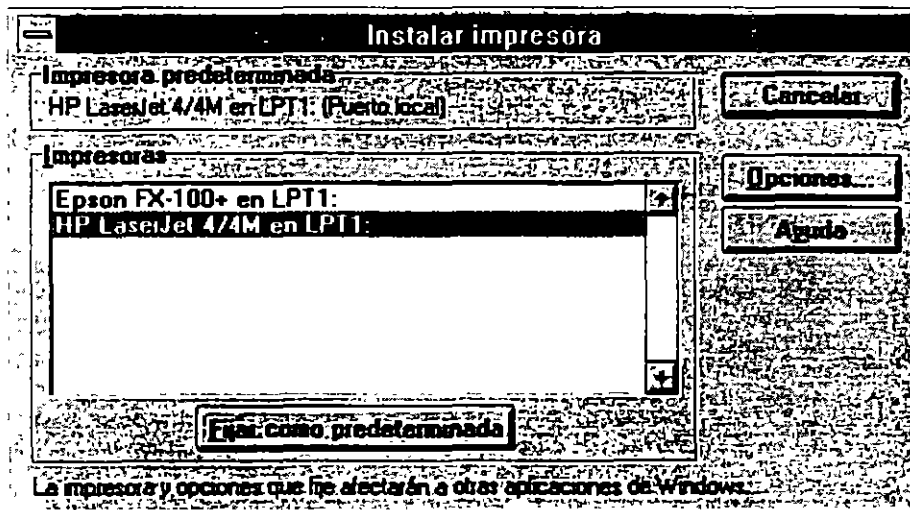 Instalar impresora
Impresora predeterminada
HP LaserJet 4/4M en LPT1: (Puerto local)
Cancelar
Impresoras
Epson FX-100+ en LPT1:
HP LaserJet 4/4M en LPT1:
Opciones...
Ayuda
Fijar como predeterminada
La impresora y opciones que fije afectarán a otras aplicaciones de Windows.